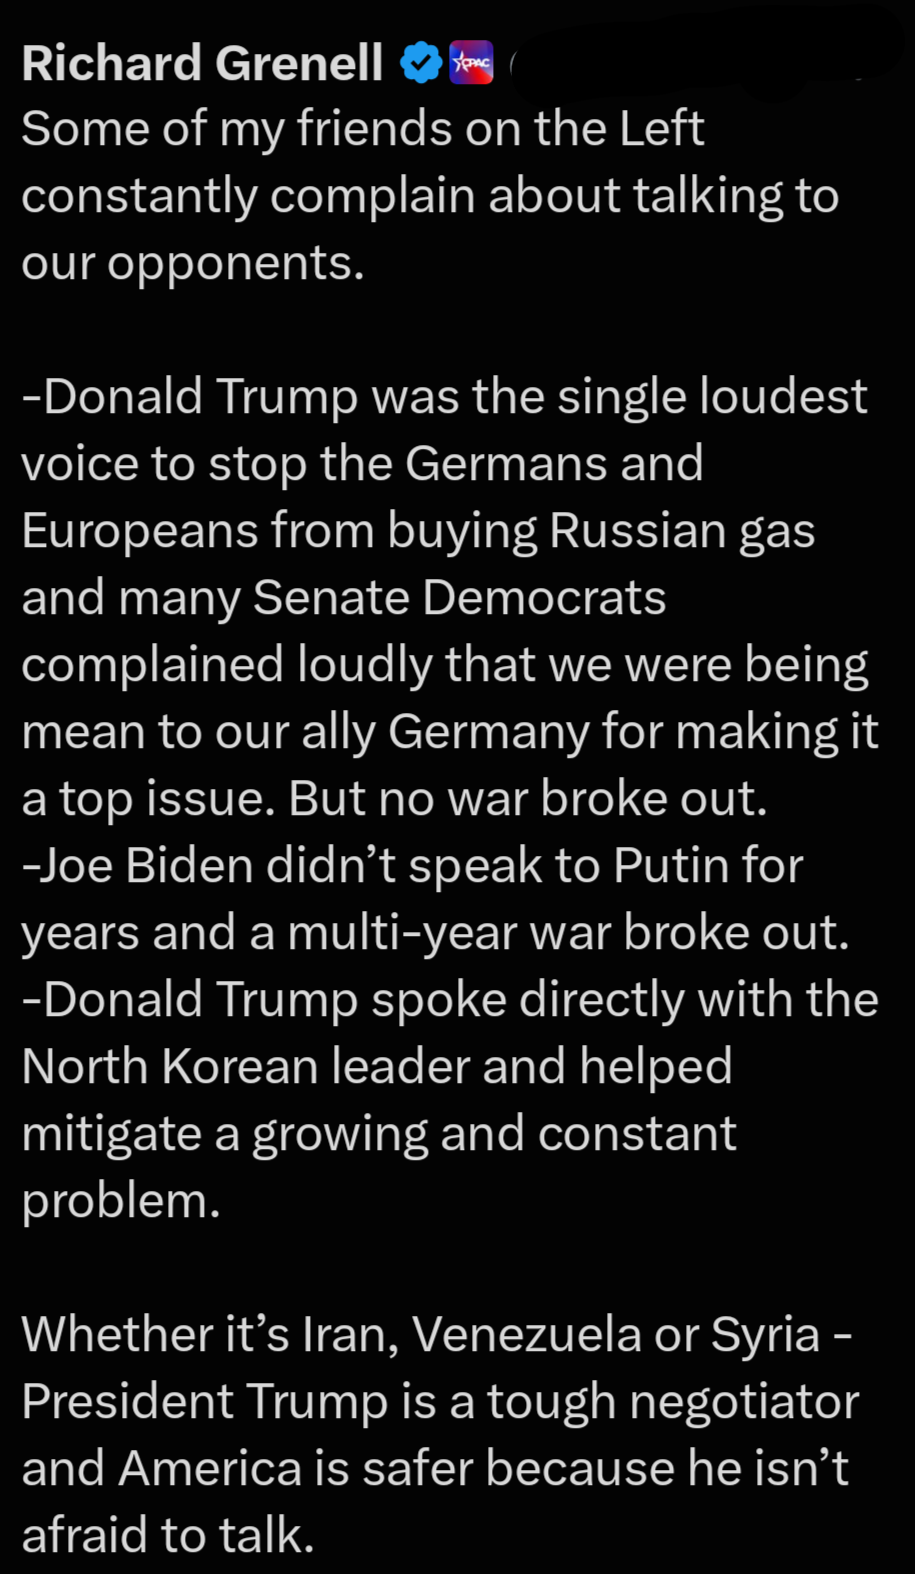 Richard Grenell CPAC (
Some of my friends on the Left
constantly complain about talking to
our opponents.
-Donald Trump was the single loudest
voice to stop the Germans and
Europeans from buying Russian gas
and many Senate Democrats
complained loudly that we were being
mean to our ally Germany for making it
a top issue. But no war broke out.
-Joe Biden didn’t speak to Putin for
years and a multi-year war broke out.
-Donald Trump spoke directly with the
North Korean leader and helped
mitigate a growing and constant
problem.
Whether it’s Iran, Venezuela or Syria -
President Trump is a tough negotiator
and America is safer because he isn’t
afraid to talk.